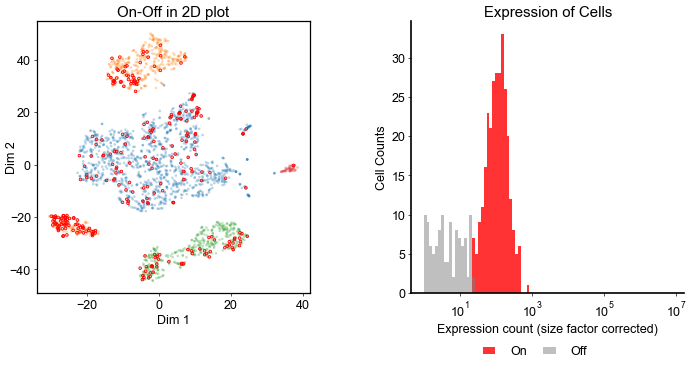 On-Off in 2D plot
Dim 2
40
20
0
−20
−40
−20
0
20
40
Dim 1
Expression of Cells
Cell Counts
30
25
20
15
10
5
0
10^1
10^3
10^5
10^7
Expression count (size factor corrected)
On Off